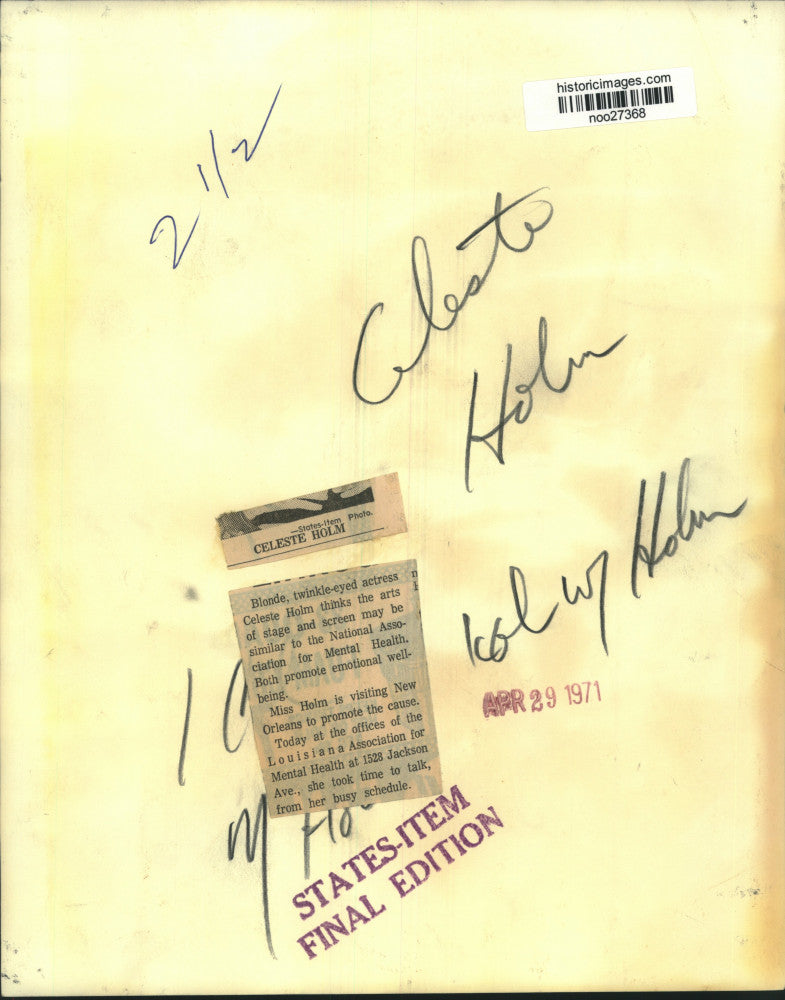 historicimages.com
noo27368
2 1/2
Celeste
Holm
—States-Item Photo.
CELESTE HOLM
Blonde, twinkle-eyed actress
Celeste Holm thinks the arts
of stage and screen may be
similar to the National Asso-
ciation for Mental Health.
Both promote emotional well-
being.
Miss Holm is visiting New
Orleans to promote the cause.
Today at the offices of the
Louisiana Association for
Mental Health at 1528 Jackson
Ave., she took time to talk,
from her busy schedule.
Holm
APR 29 1971
1
STATES-ITEM
FINAL EDITION